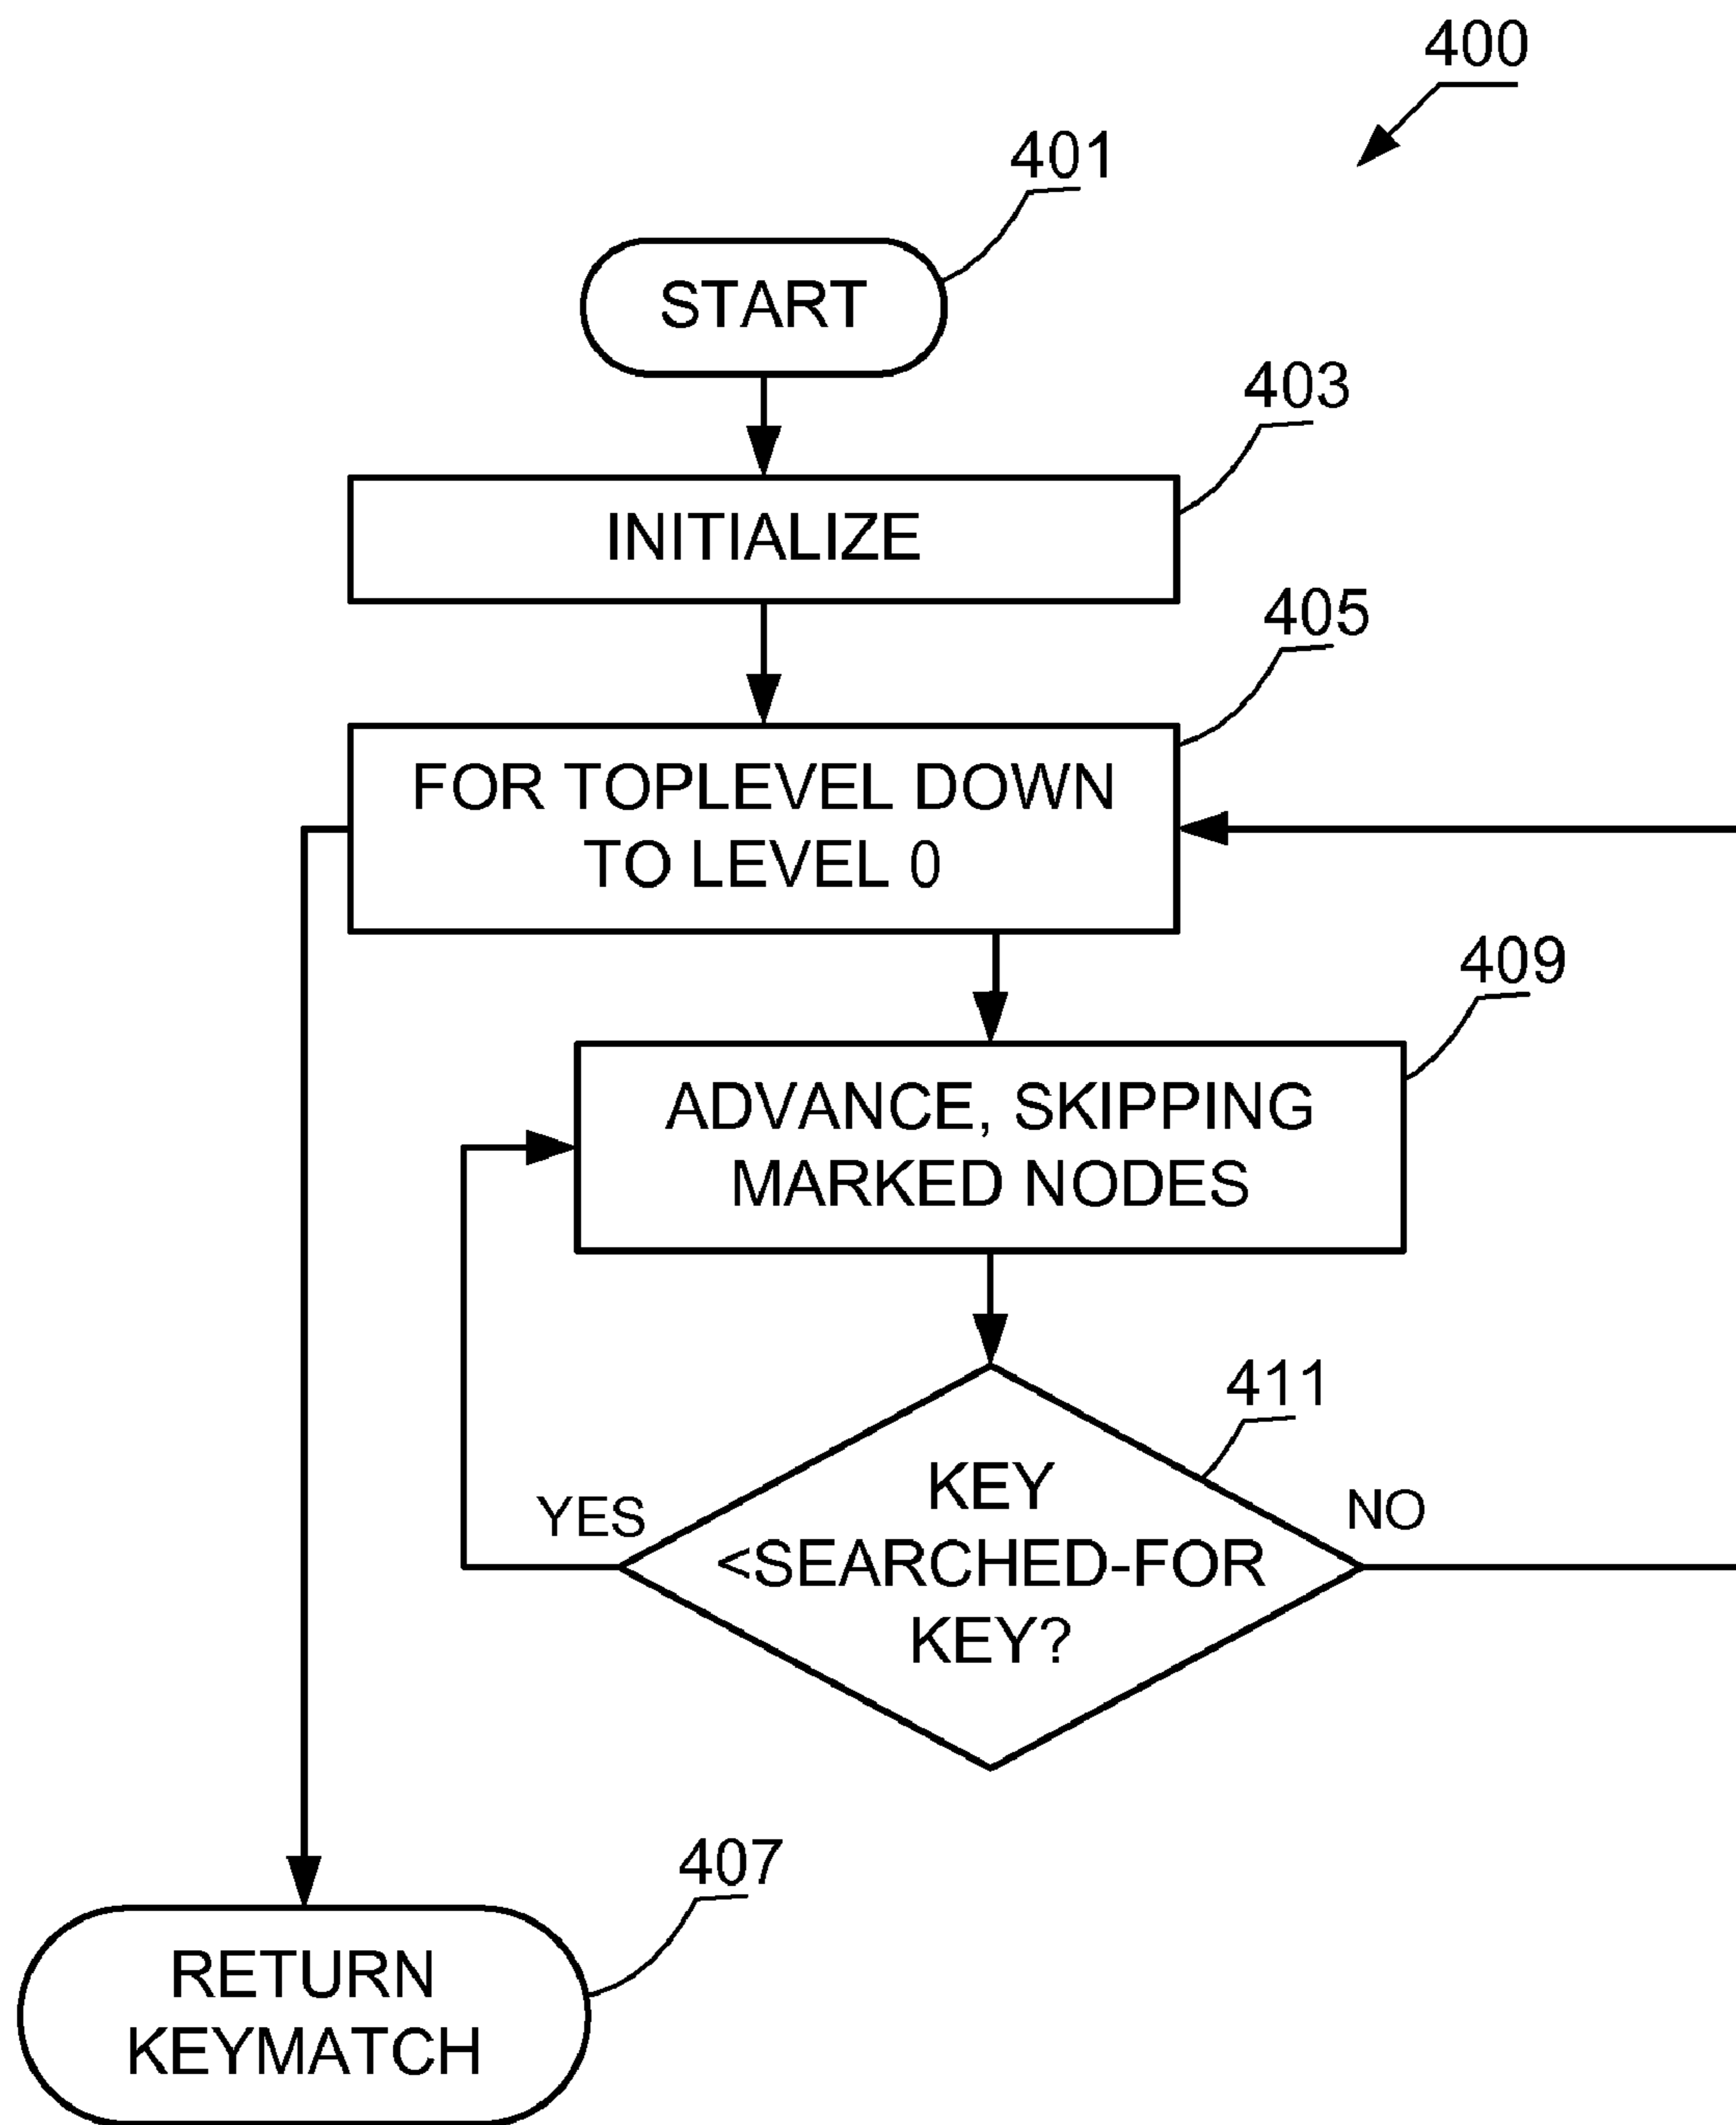 400
401
START
403
INITIALIZE
405
FOR TOPLEVEL DOWN
TO LEVEL 0
409
ADVANCE, SKIPPING
MARKED NODES
411
KEY
<SEARCHED-FOR
KEY?
YES
NO
407
RETURN
KEYMATCH